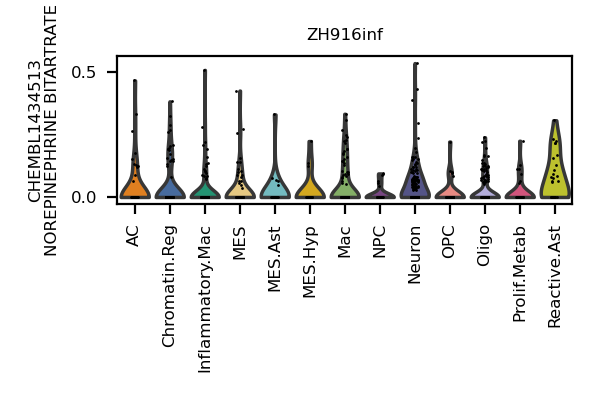 ZH916inf
CHEMBL1434513
NOREPINEPHRINE BITARTRATE
0.5
0.0
AC
Chromatin.Reg
Inflammatory.Mac
MES
MES.Ast
MES.Hyp
Mac
NPC
Neuron
OPC
Oligo
Prolif.Metab
Reactive.Ast